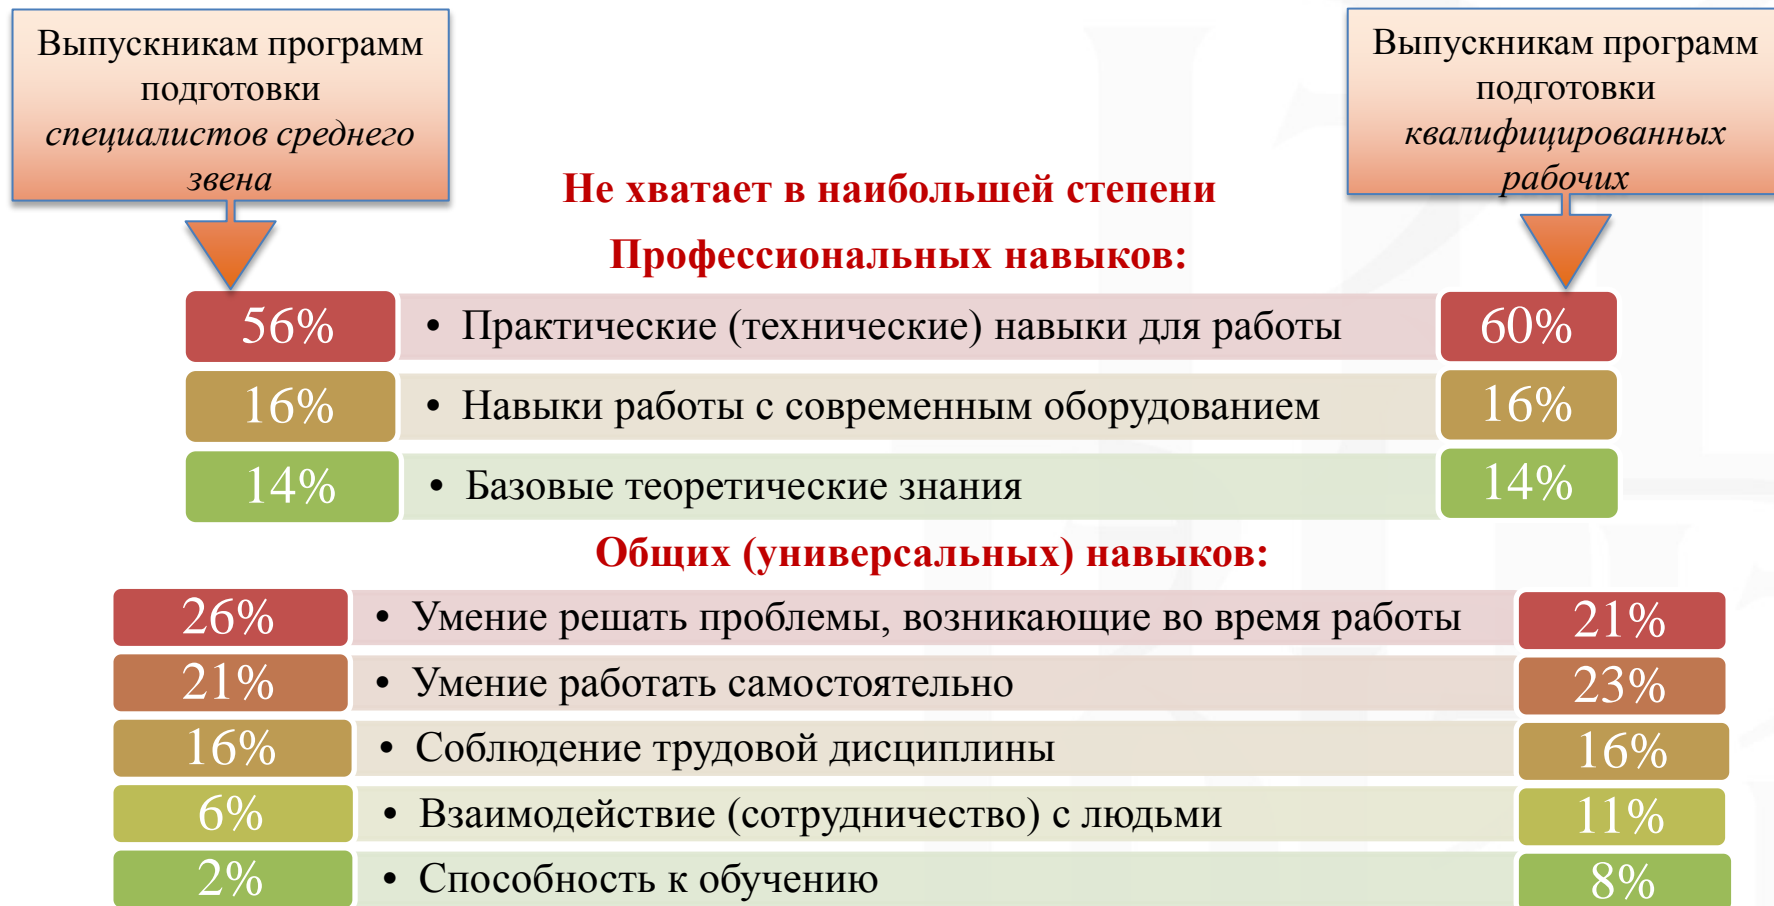 Выпускникам программ
подготовки
специалистов среднего
звена
Выпускникам программ
подготовки
квалифицированных
рабочих
Не хватает в наибольшей степени
Профессиональных навыков:
56% • Практические (технические) навыки для работы 60%
16% • Навыки работы с современным оборудованием 16%
14% • Базовые теоретические знания 14%
Общих (универсальных) навыков:
26% • Умение решать проблемы, возникающие во время работы 21%
21% • Умение работать самостоятельно 23%
16% • Соблюдение трудовой дисциплины 16%
6% • Взаимодействие (сотрудничество) с людьми 11%
2% • Способность к обучению 8%